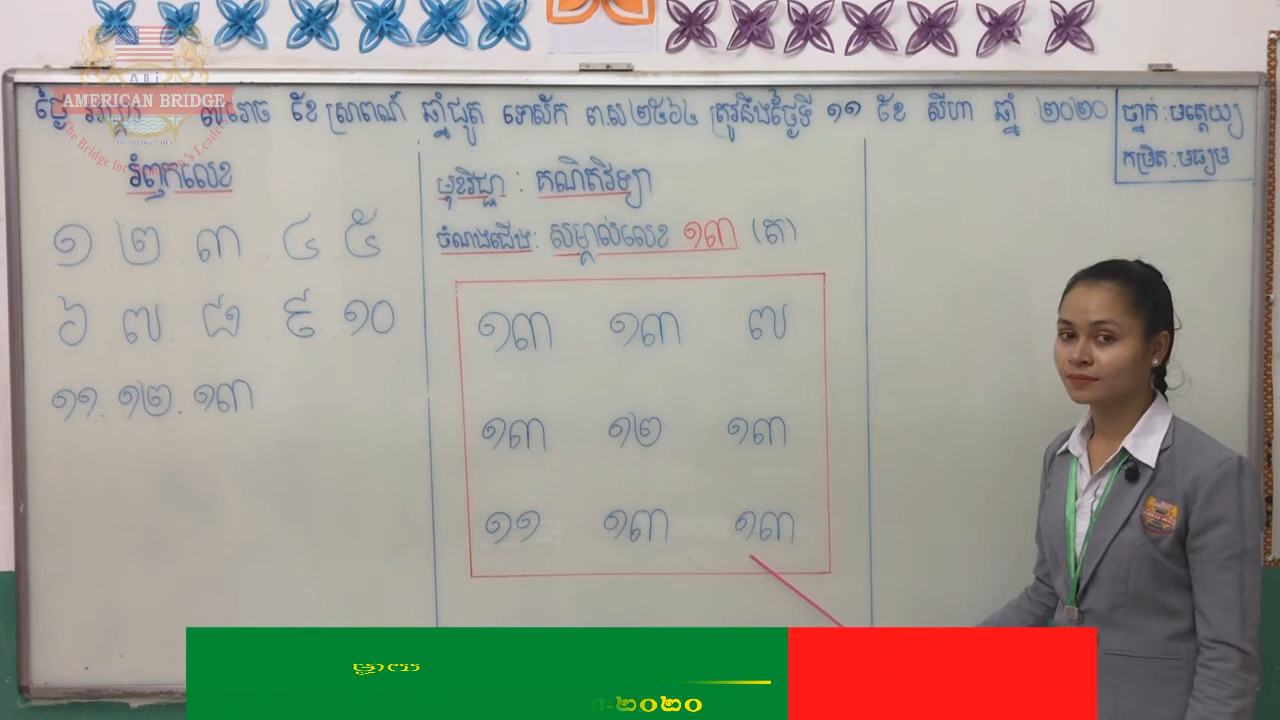 ABi
AMERICAN BRIDGE
ថ្ងៃ រោច ខែ ស្រាពណ៍ ឆ្នាំជូត ទោស័ក ព.ស ២៥៦៤ ត្រូវនឹងថ្ងៃទី ១១ ខែ សីហា ឆ្នាំ ២០២០
ថ្នាក់ : មត្តេយ្យ
កម្រិត : មធ្យម
រំឭកលេខ
១ ២ ៣ ៤ ៥
៦ ៧ ៨ ៩ ១០
១១ ១២ ១៣
មុខវិជ្ជា : គណិតវិទ្យា
ចំណងជើង : សម្គាល់លេខ ១៣ (ត)
១៣ ១៣ ៧
១៣ ១២ ១៣
១១ ១៣ ១៣
-២០២០